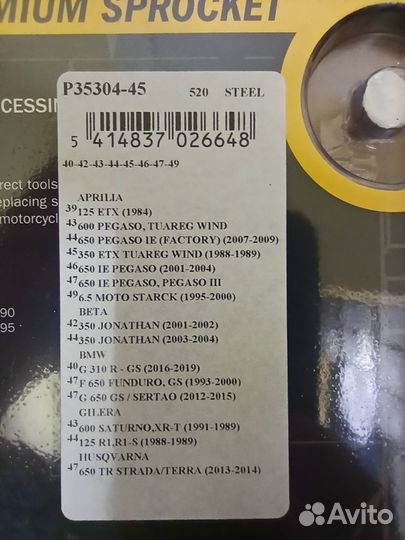 MIUM SPROCKET
P35304-45 520 STEEL
CESSIN
5 414837 026648
40-42-43-44-45-46-47-49
rect tools
eplacing s
motorcycl
90
95
APRILIA
39 125 ETX (1984)
43 600 PEGASO, TUAREG WIND
44 650 PEGASO IE (FACTORY) (2007-2009)
45 350 ETX TUAREG WIND (1988-1989)
46 650 IE PEGASO (2001-2004)
47 650 IE PEGASO, PEGASO III
49 6.5 MOTO STARCK (1995-2000)
BETA
42 350 JONATHAN (2001-2002)
44 350 JONATHAN (2003-2004)
BMW
40 G 310 R - GS (2016-2019)
47 F 650 FUNDURO, GS (1993-2000)
47 G 650 GS / SERTAO (2012-2015)
GILERA
43 600 SATURNO,XR-T (1991-1989)
44 125 R1,R1-S (1988-1989)
HUSQVARNA
47 650 TR STRADA/TERRA (2013-2014)
Avito